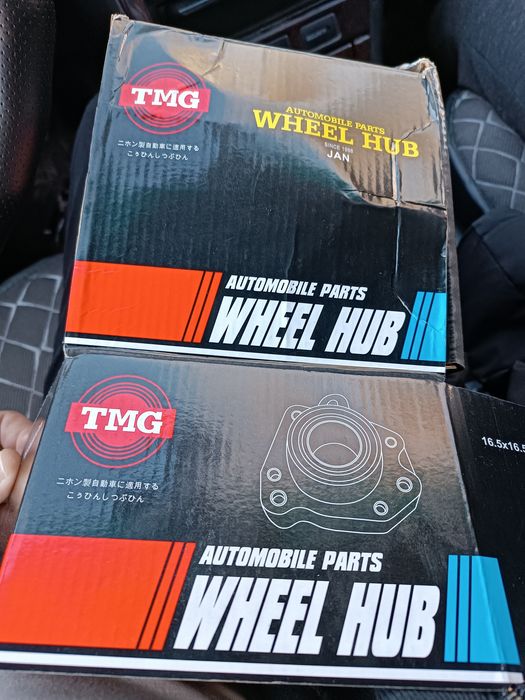 TMG
ニホン製自動車に適用する
こうひんしつぶひん
AUTOMOBILE PARTS
WHEEL HUB
SINCE 1998
JAN
AUTOMOBILE PARTS
WHEEL HUB
TMG
ニホン製自動車に適用する
こうひんしつぶひん
16.5x16.5
AUTOMOBILE PARTS
WHEEL HUB